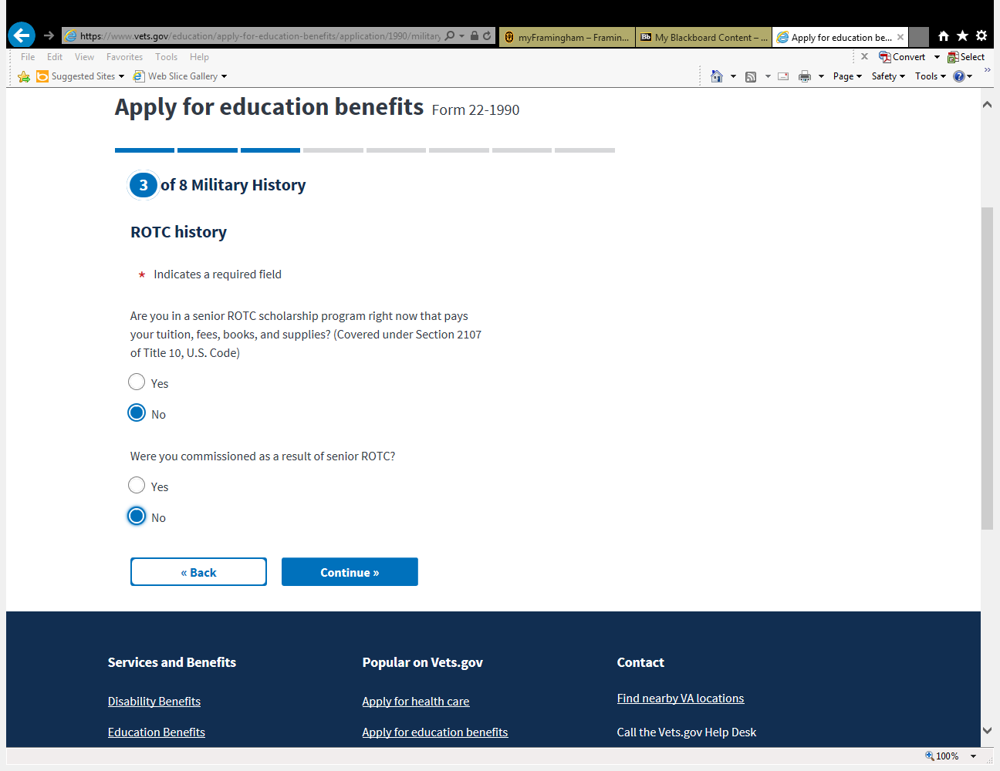 https://www.vets.gov/education/apply-for-education-benefits/application/1990/military
myFramingham – Framin...
Bb My Blackboard Content – ...
Apply for education be...
File Edit View Favorites Tools Help
Convert Select
Suggested Sites Web Slice Gallery
Page Safety Tools
Apply for education benefits Form 22-1990
3 of 8 Military History
ROTC history
* Indicates a required field
Are you in a senior ROTC scholarship program right now that pays
your tuition, fees, books, and supplies? (Covered under Section 2107
of Title 10, U.S. Code)
Yes
No
Were you commissioned as a result of senior ROTC?
Yes
No
« Back Continue »
Services and Benefits
Disability Benefits
Education Benefits
Popular on Vets.gov
Apply for health care
Apply for education benefits
Contact
Find nearby VA locations
Call the Vets.gov Help Desk
100%